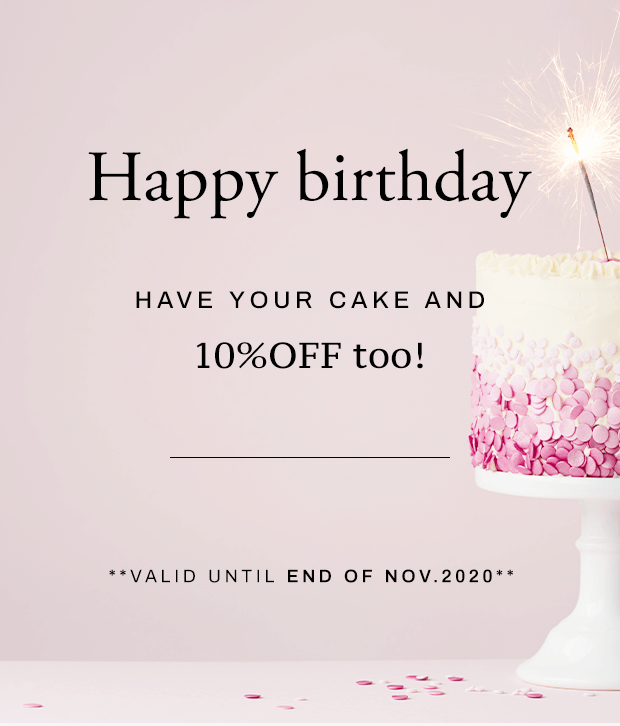 Happy birthday
HAVE YOUR CAKE AND
10%OFF too!
**VALID UNTIL END OF NOV.2020**